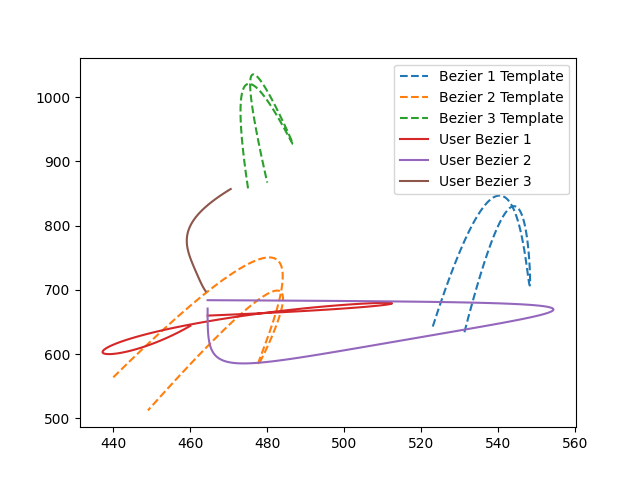 1000
900
800
700
600
500
440 460 480 500 520 540 560
Bezier 1 Template
Bezier 2 Template
Bezier 3 Template
User Bezier 1
User Bezier 2
User Bezier 3